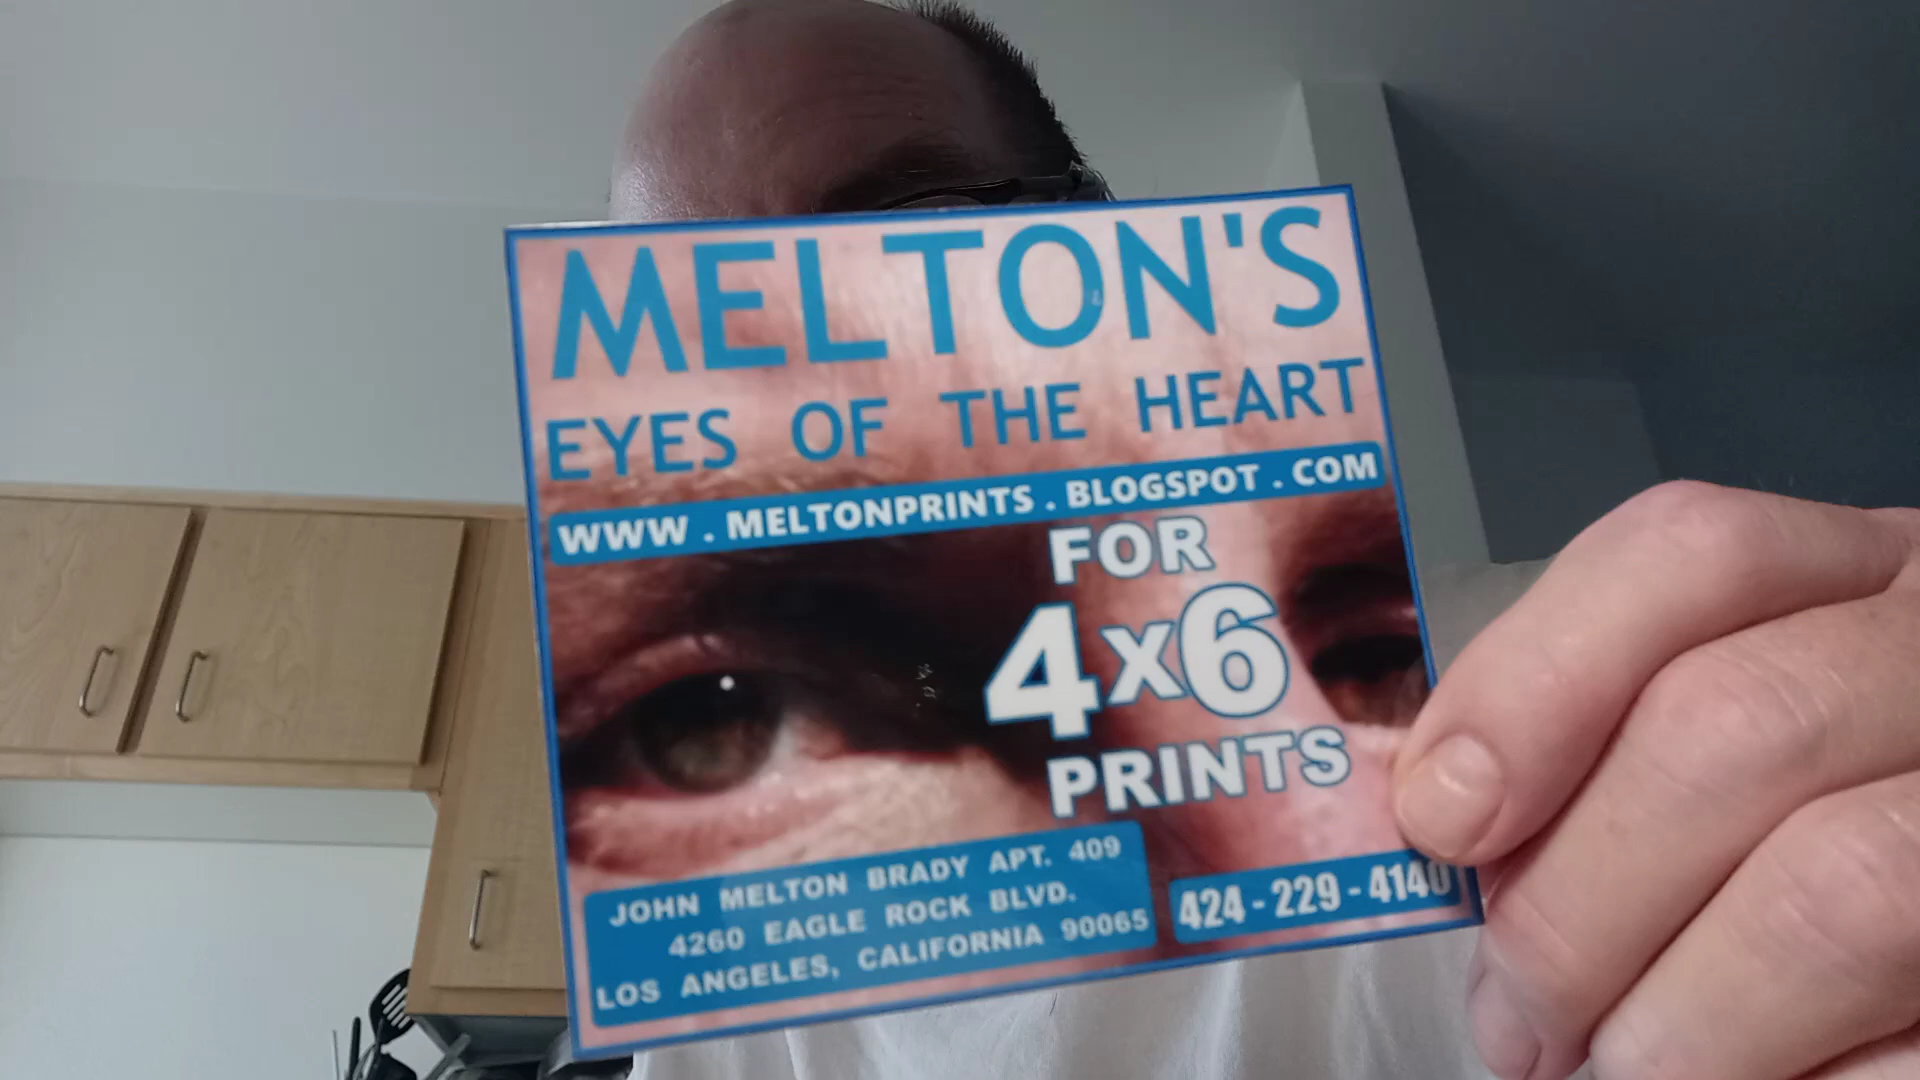 MELTON'S
EYES OF THE HEART
WWW . MELTONPRINTS . BLOGSPOT . COM
FOR
4x6
PRINTS
JOHN MELTON BRADY APT. 409
4260 EAGLE ROCK BLVD.
LOS ANGELES, CALIFORNIA 90065
424 - 229 - 4140